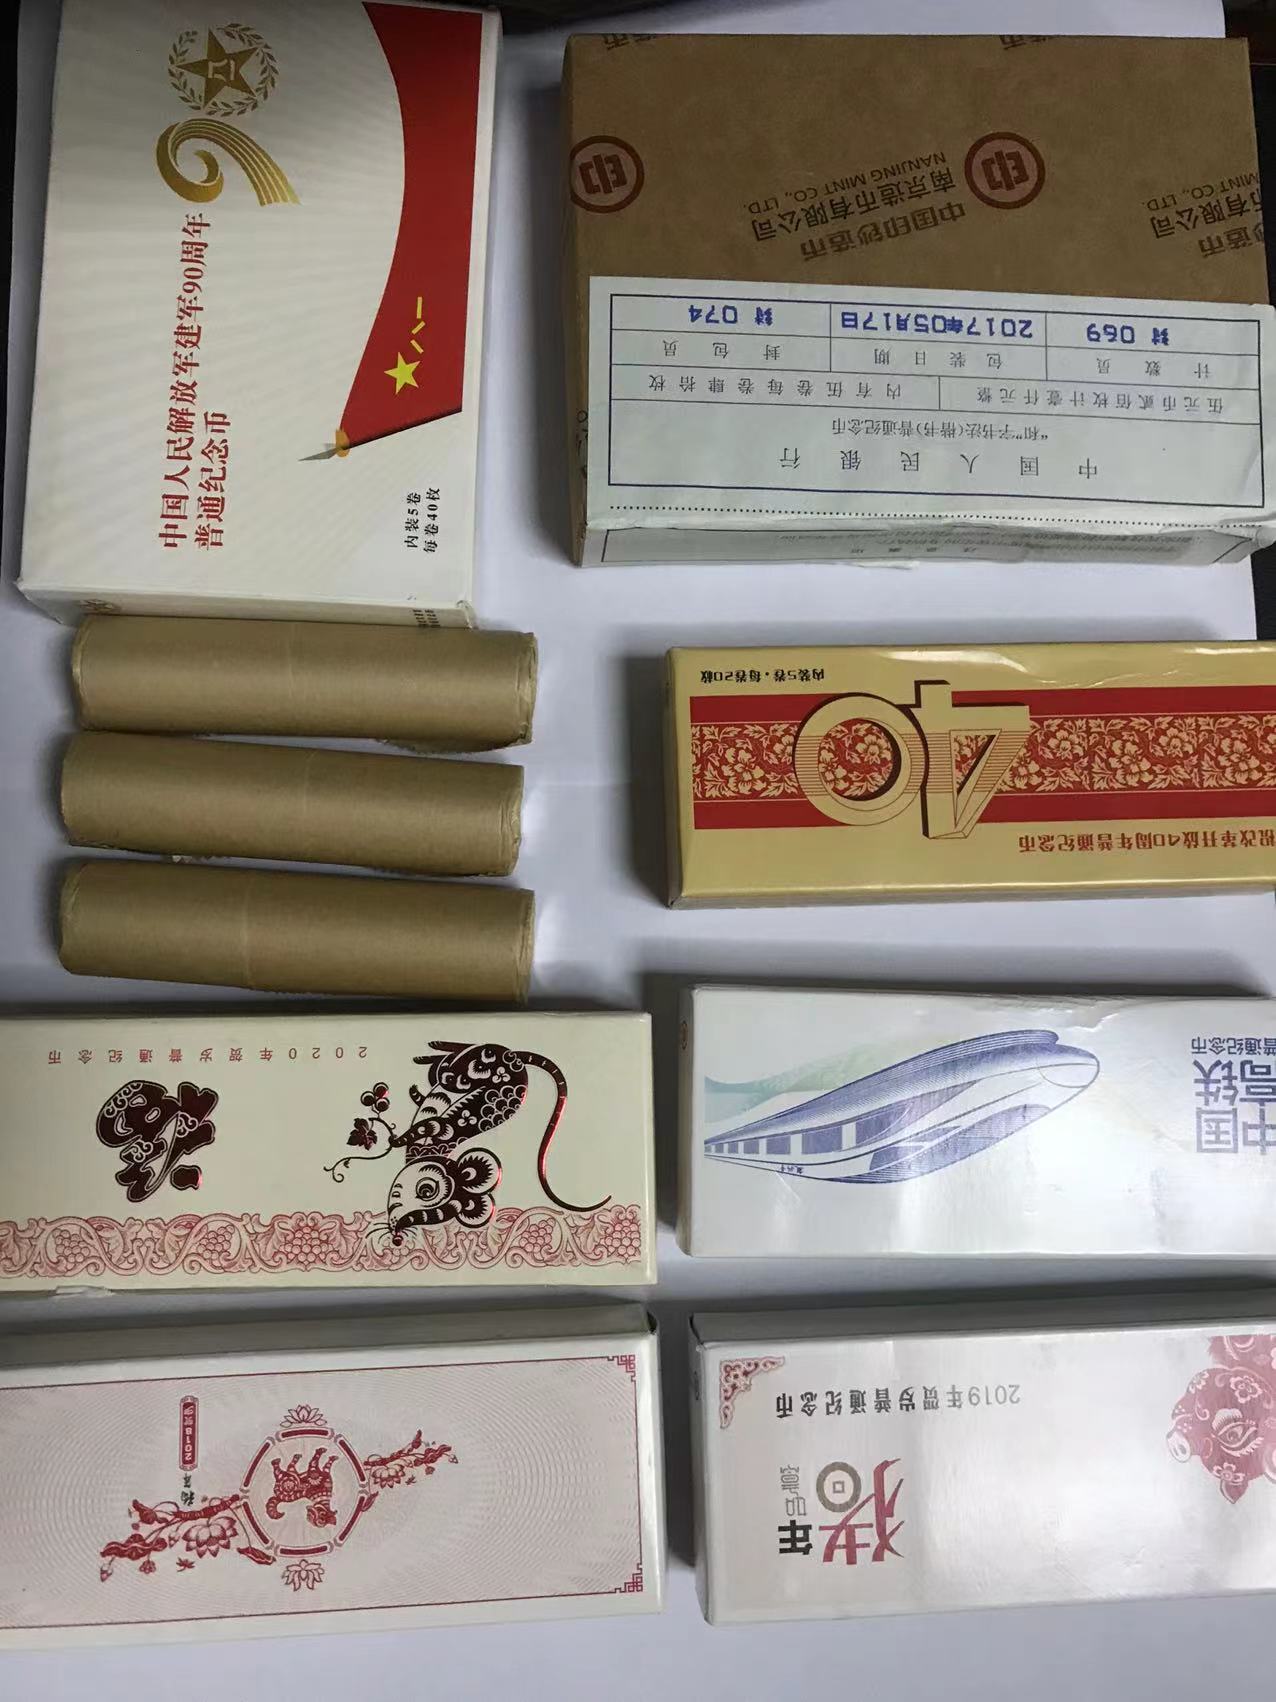 中国人民解放军建军90周年
普通纪念币
内装5卷
每卷40枚
中国印钞造币
南京造币有限公司
NANJING MINT CO., LTD.
中国人民银行
"和"字书法(楷书)普通纪念币
伍元币贰佰枚计壹仟元整
内有伍卷每卷肆拾枚
计数员
包装日期
封包员
封 069
2017年05月17日
封 074
内装5卷·每卷20枚
40
祝改革开放40周年普通纪念币
2020年贺岁普通纪念币
中国
高铁
普通纪念币
2018贺岁
2019年贺岁普通纪念币
猪年